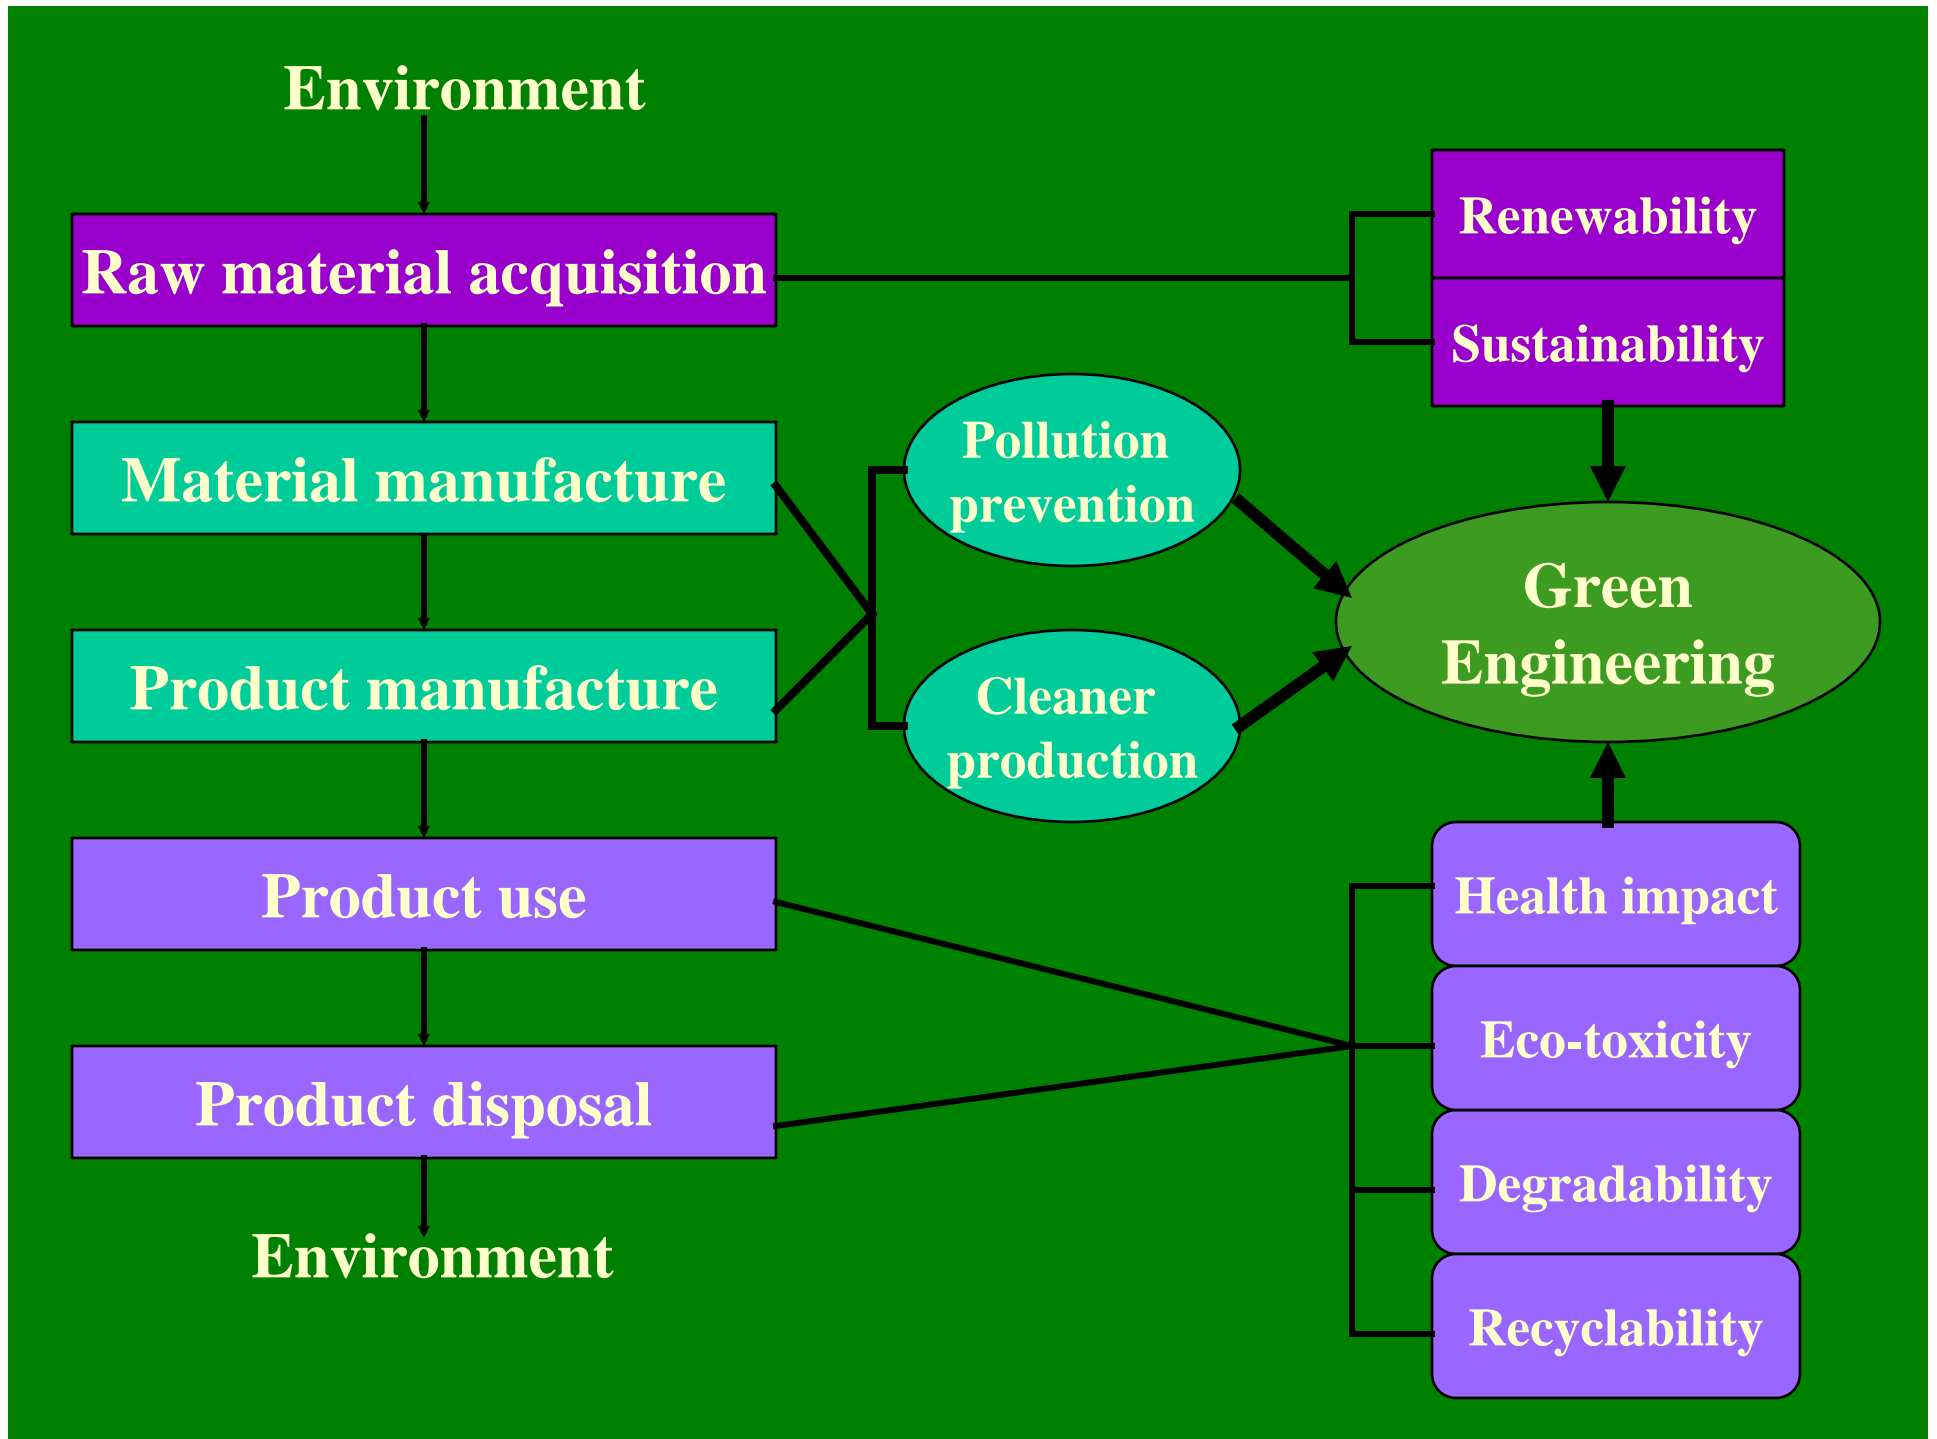 Environment
Raw material acquisition
Material manufacture
Product manufacture
Product use
Product disposal
Environment
Pollution
prevention
Cleaner
production
Renewability
Sustainability
Green
Engineering
Health impact
Eco-toxicity
Degradability
Recyclability